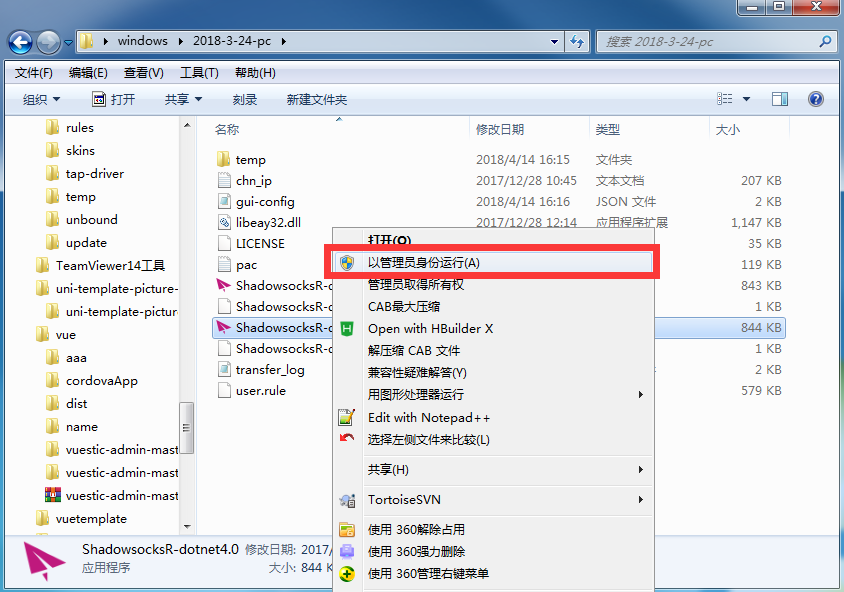 windows
2018-3-24-pc
搜索 2018-3-24-pc
文件(F) 编辑(E) 查看(V) 工具(T) 帮助(H)
组织 打开 共享 刻录 新建文件夹
rules
skins
tap-driver
temp
unbound
update
TeamViewer14工具
uni-template-picture-
uni-template-pictur
vue
aaa
cordovaApp
dist
name
vuestic-admin-mast
vuestic-admin-mast
vuestic-admin-mast
vuetemplate
名称 修改日期 类型 大小
temp 2018/4/14 16:15 文件夹
chn_ip 2017/12/28 10:45 文本文档 207 KB
gui-config 2018/4/14 16:16 JSON 文件 2 KB
libeay32.dll 2017/12/28 12:14 应用程序扩展 1,147 KB
LICENSE 35 KB
pac 119 KB
ShadowsocksR-d 843 KB
ShadowsocksR-d 1 KB
ShadowsocksR-d 844 KB
ShadowsocksR-d 1 KB
transfer_log 2 KB
user.rule 579 KB
打开(O)
以管理员身份运行(A)
管理员取得所有权
CAB最大压缩
Open with HBuilder X
解压缩 CAB 文件
兼容性疑难解答(Y)
用图形处理器运行
Edit with Notepad++
选择左侧文件来比较(L)
共享(H)
TortoiseSVN
使用 360解除占用
使用 360强力删除
使用 360管理右键菜单
ShadowsocksR-dotnet4.0 修改日期: 2017/
应用程序 大小: 844 K